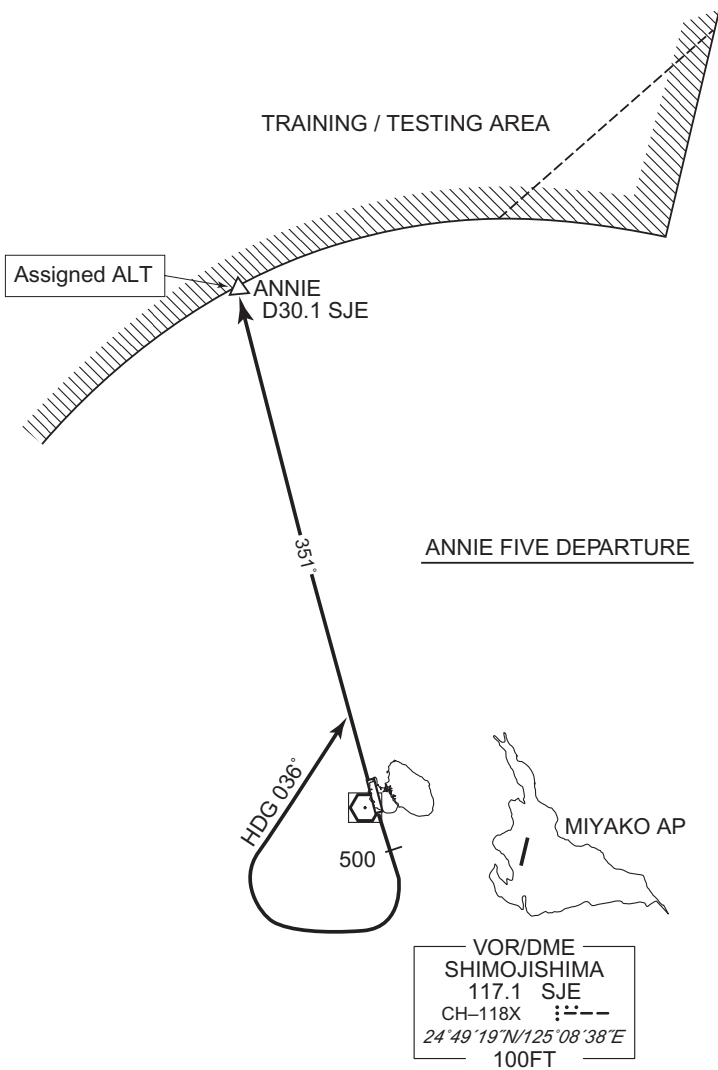 TRAINING / TESTING AREA
Assigned ALT
ANNIE
D30.1 SJE
351°
ANNIE FIVE DEPARTURE
HDG 036°
500
MIYAKO AP
VOR/DME
SHIMOJISHIMA
117.1 SJE
CH–118X
24°49´19˝N/125°08´38˝E
100FT